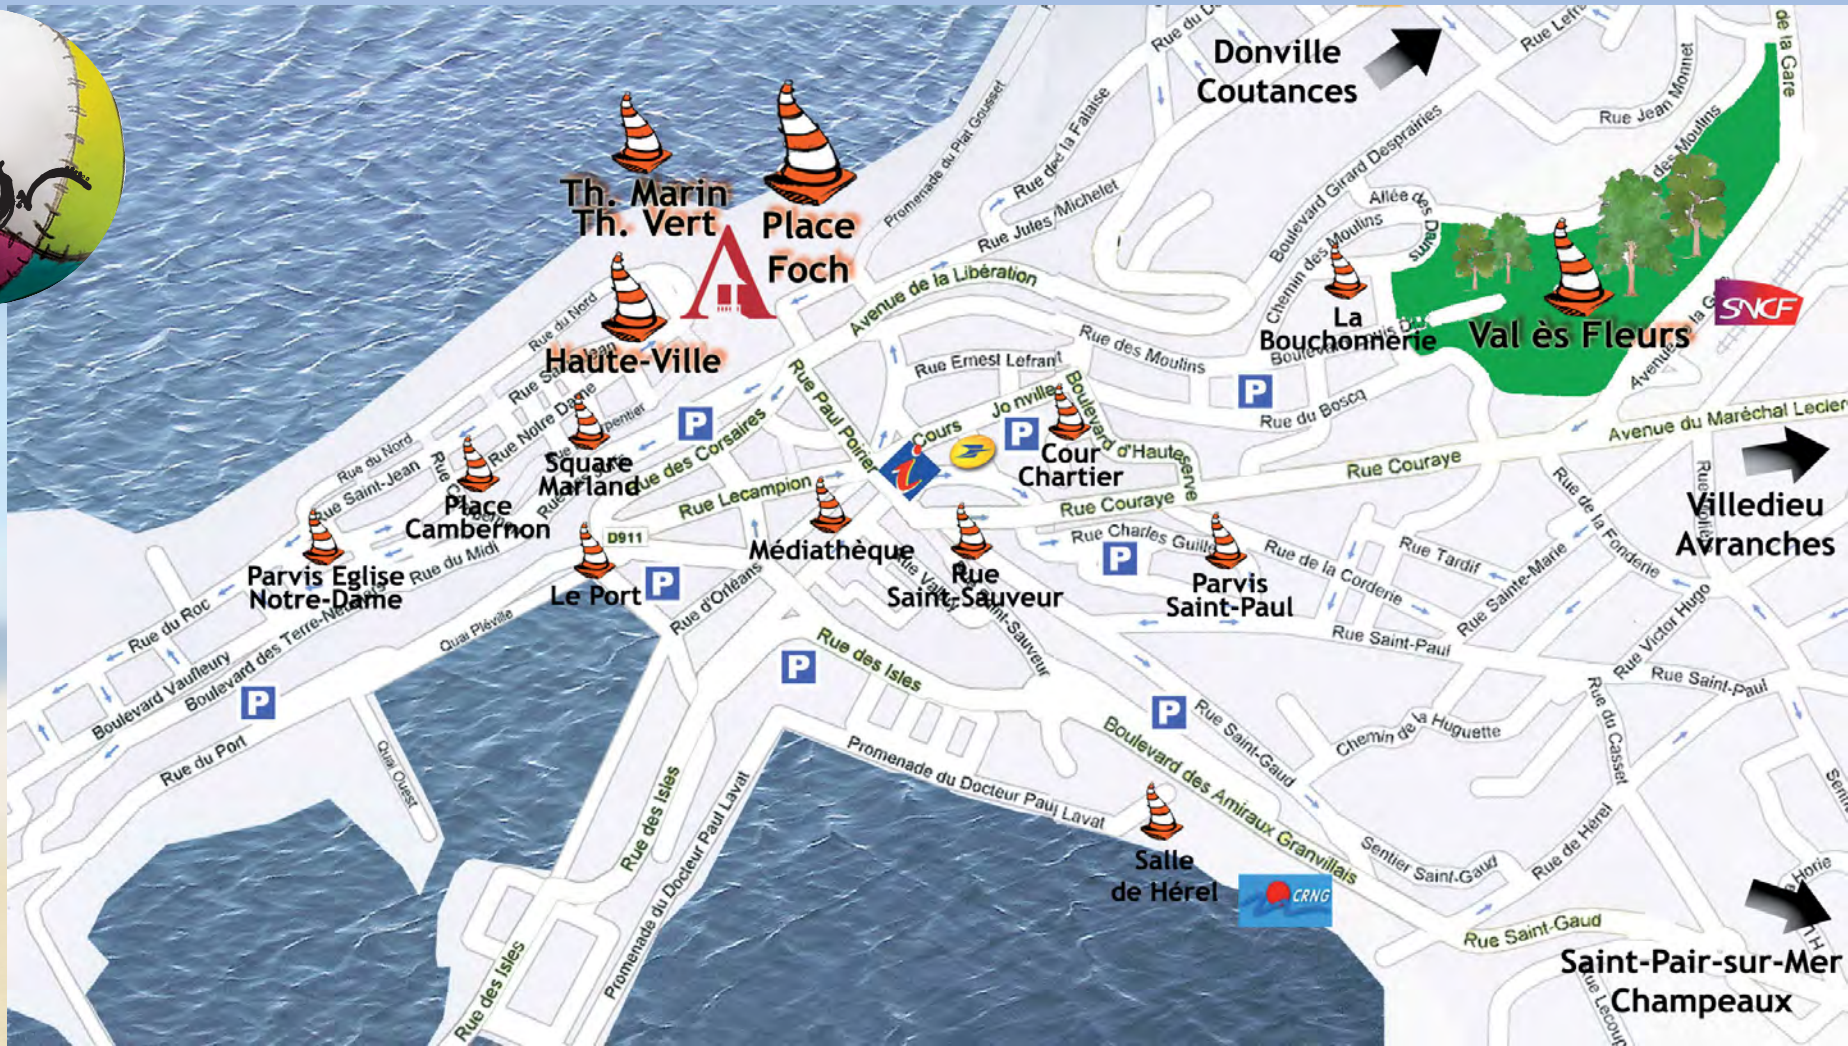 Donville
Coutances
Rue Lefr
de la Gare
Rue Jean Monnet
des Moulins
Promenade du Plat Gousset
Rue de la Falaise
Rue Jules Michelet
Boulevard Girard Desprairies
Allée des Daims
Chemin des Moulins
Th. Marin
Th. Vert
Place
Foch
Haute-Ville
Avenue de la Libération
La
Bouchonnerie
Val ès Fleurs
SNCF
Rue du Nord
Rue Ernest Lefrant
Rue des Moulins
Rue du Boscq
Avenue du Maréchal Leclerc
Rue Notre Dame
Rue Paul Poirier
Cours
Jonville
Boulevard d'Hauteserve
P
P
P
Square
Marland
Rue des Corsaires
Rue Lecampion
i
Cour
Chartier
Rue Couraye
Rue Couraye
Rue du Nord
Rue Saint-Jean
Place
Cambernon
D911
Médiathèque
Rue
Saint-Sauveur
Rue Charles Guille
P
Parvis
Saint-Paul
Rue de la Corderie
Rue Tardif
Rue Sainte-Marie
Rue de la Fonderie
Villedieu
Avranches
Parvis Eglise
Notre-Dame
Rue du Midi
Le Port
P
Rue d'Orléans
Rue Saint-Paul
Rue Victor Hugo
Rue Saint-Paul
Rue du Roc
Boulevard Vaufleury
Boulevard des Terre-Neuviers
Quai Pléville
P
P
P
Rue des Isles
Rue du Port
Quai Ouest
Rue Saint-Gaud
Chemin de la Huguette
Rue du Casset
Boulevard des Amiraux Granvillais
Promenade du Docteur Paul Lavat
Rue des Isles
Promenade du Docteur Paul Lavat
Salle
de Hérel
CRNG
Sentier Saint-Gaud
Rue de Hérel
Rue Saint-Gaud
Rue des Isles
Saint-Pair-sur-Mer
Champeaux